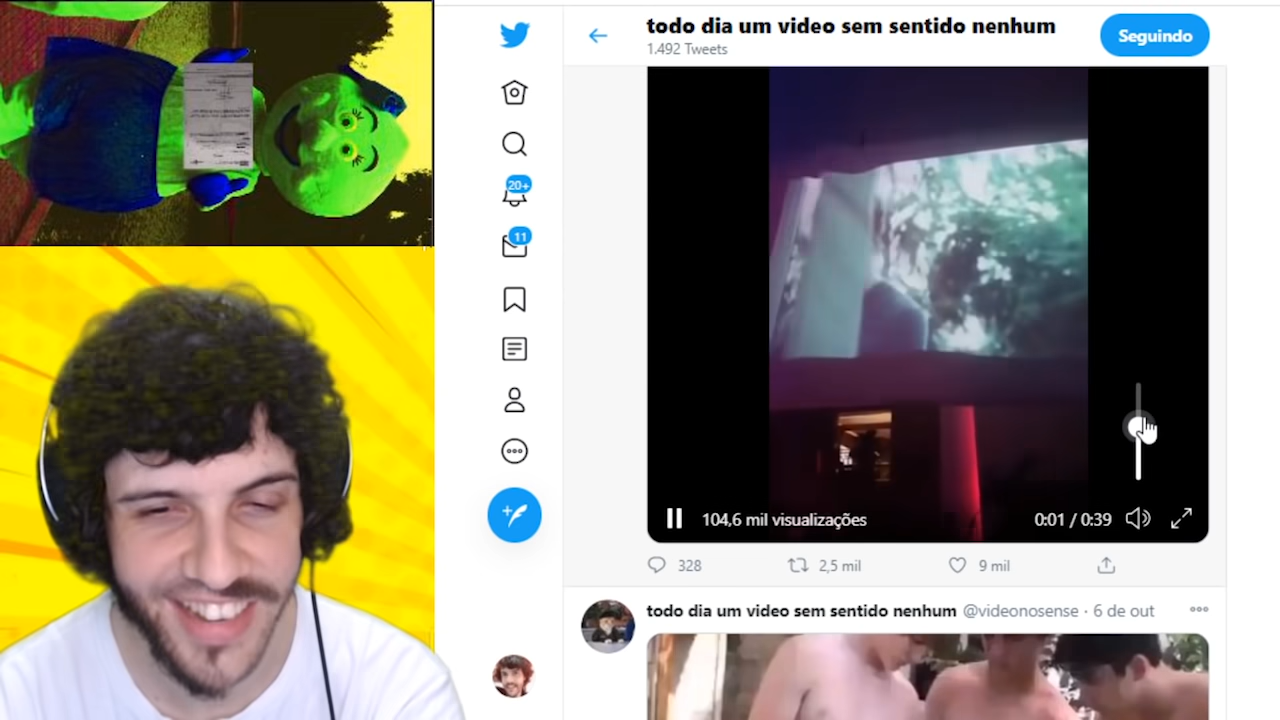 todo dia um video sem sentido nenhum
1.492 Tweets
Seguindo
20+
11
104,6 mil visualizações
0:01 / 0:39
328
2,5 mil
9 mil
todo dia um video sem sentido nenhum @videonosense · 6 de out